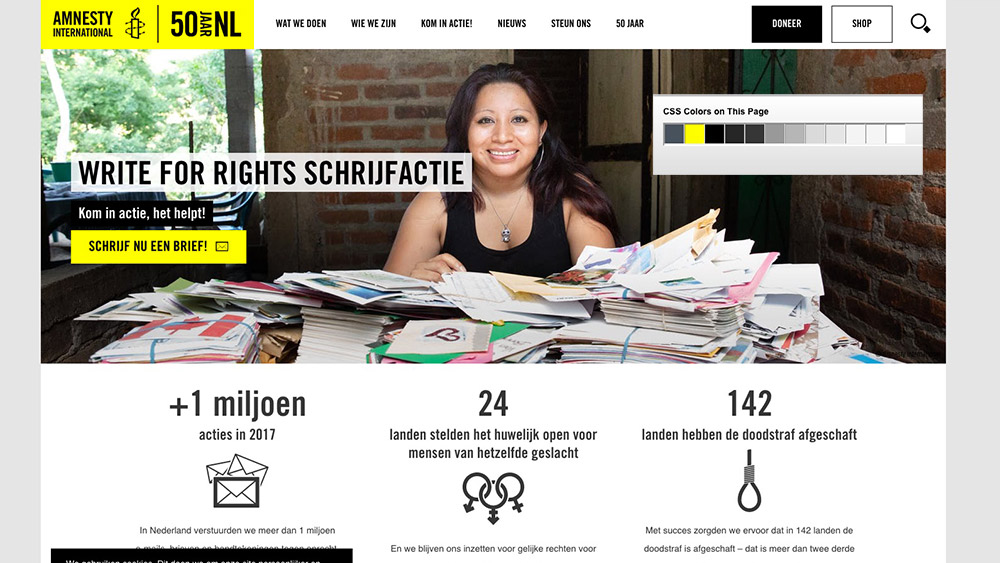 AMNESTY
INTERNATIONAL
50 JAAR NL
WAT WE DOEN
WIE WE ZIJN
KOM IN ACTIE!
NIEUWS
STEUN ONS
50 JAAR
DONEER
SHOP
CSS Colors on This Page
WRITE FOR RIGHTS SCHRIJFACTIE
Kom in actie, het helpt!
SCHRIJF NU EEN BRIEF!
+1 miljoen
acties in 2017
In Nederland verstuurden we meer dan 1 miljoen
e-mails, brieven en handtekeningen tegen onrecht
24
landen stelden het huwelijk open voor
mensen van hetzelfde geslacht
En we blijven ons inzetten voor gelijke rechten voor
142
landen hebben de doodstraf afgeschaft
Met succes zorgden we ervoor dat in 142 landen de
doodstraf is afgeschaft – dat is meer dan twee derde
We gebruiken cookies. Dit doen we om onze site persoonlijker en